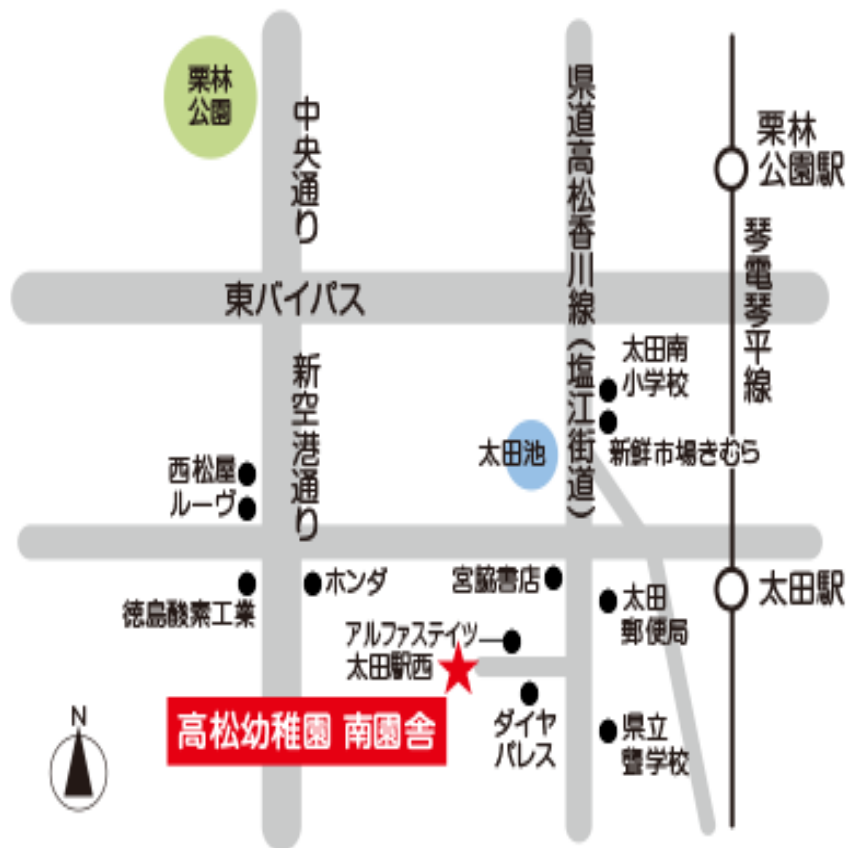 栗林
公園
中央通り
県道高松香川線(塩江街道)
栗林
公園駅
琴電琴平線
東バイパス
新空港通り
太田南
小学校
太田池
新鮮市場きむら
西松屋
ルーヴ
ホンダ
宮脇書店
太田駅
徳島酸素工業
太田
郵便局
アルファステイツ
太田駅西
高松幼稚園 南園舎
ダイヤ
パレス
県立
聾学校
N